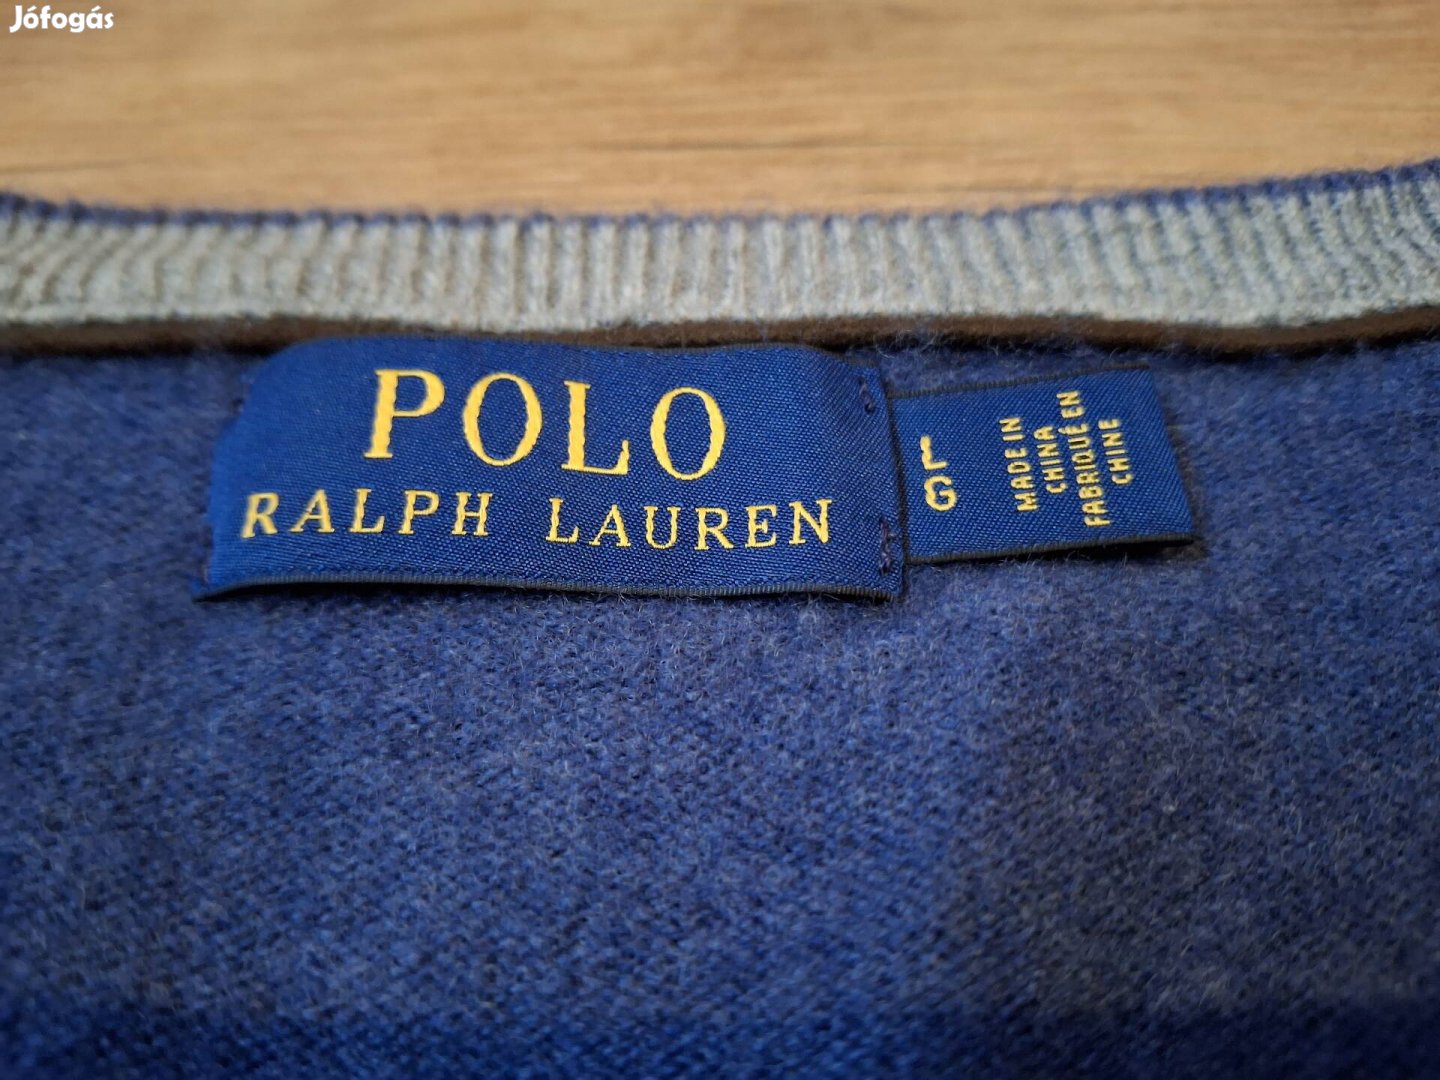 Jófogás
POLO
RALPH LAUREN
L
G
MADE IN
CHINA
FABRIQUÉ EN
CHINE